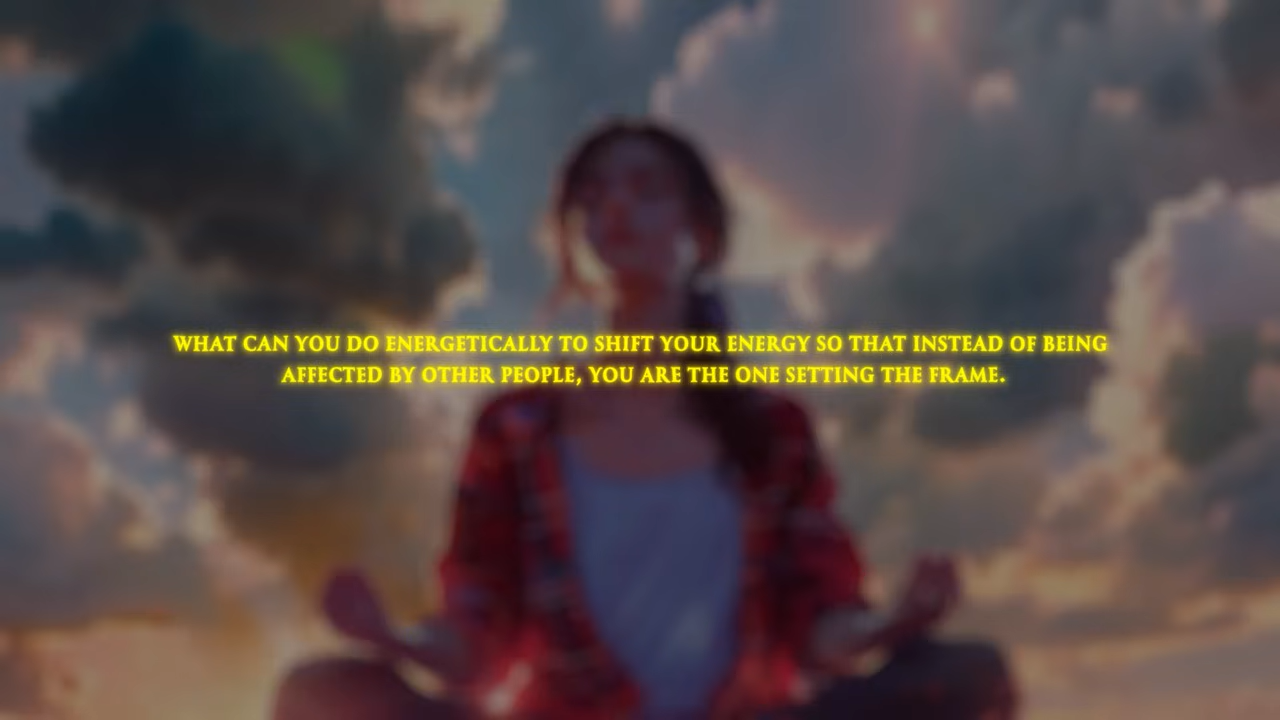 WHAT CAN YOU DO ENERGETICALLY TO SHIFT YOUR ENERGY SO THAT INSTEAD OF BEING
AFFECTED BY OTHER PEOPLE, YOU ARE THE ONE SETTING THE FRAME.